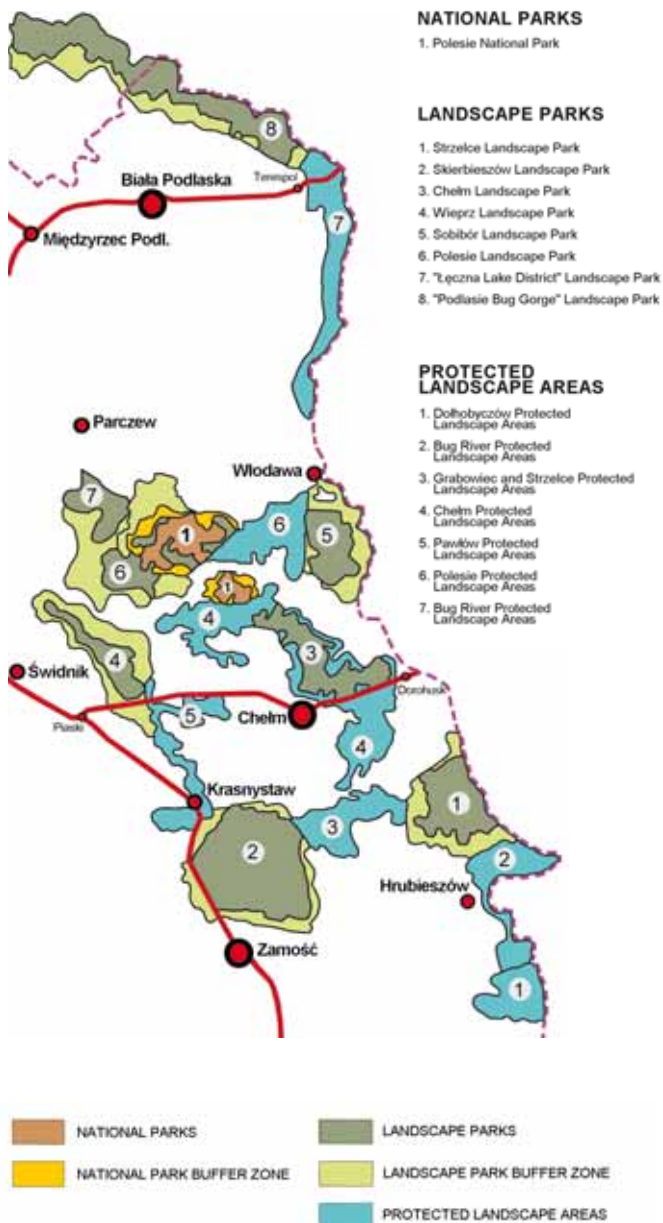 NATIONAL PARKS
1. Polesie National Park
LANDSCAPE PARKS
1. Strzelce Landscape Park
2. Skierbieszów Landscape Park
3. Chełm Landscape Park
4. Wieprz Landscape Park
5. Sobibór Landscape Park
6. Polesie Landscape Park
7. "Łęczna Lake District" Landscape Park
8. "Podlasie Bug Gorge" Landscape Park
PROTECTED
LANDSCAPE AREAS
1. Dołhobyczów Protected
Landscape Areas
2. Bug River Protected
Landscape Areas
3. Grabowiec and Strzelce Protected
Landscape Areas
4. Chełm Protected
Landscape Areas
5. Pawłów Protected
Landscape Areas
6. Polesie Protected
Landscape Areas
7. Bug River Protected
Landscape Areas
8
Biała Podlaska
Terespol
7
Międzyrzec Podl.
Parczew
Włodawa
7
1
6
5
6
1
4
4
3
Świdnik
Dorohusk
Piaski
5
Chełm
4
Krasnystaw
1
3
2
2
Hrubieszów
Zamość
1
NATIONAL PARKS
NATIONAL PARK BUFFER ZONE
LANDSCAPE PARKS
LANDSCAPE PARK BUFFER ZONE
PROTECTED LANDSCAPE AREAS